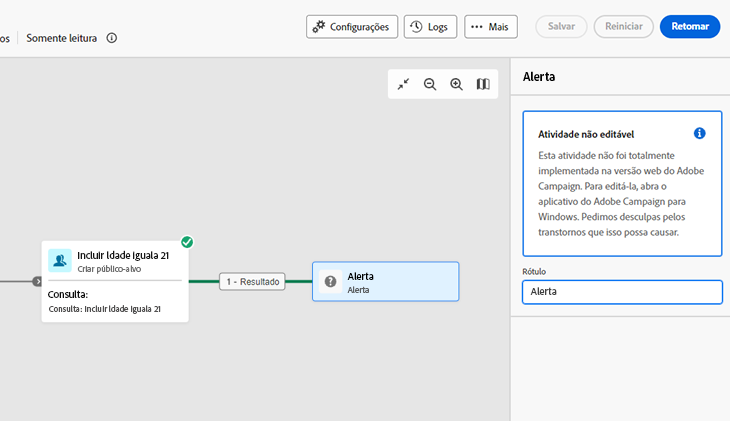 os
Somente leitura
Configurações
Logs
Mais
Salvar
Reiniciar
Retomar
Alerta
Atividade não editável
Esta atividade não foi totalmente
implementada na versão web do Adobe
Campaign. Para editá-la, abra o
aplicativo do Adobe Campaign para
Windows. Pedimos desculpas pelos
transtornos que isso possa causar.
Rótulo
Alerta
Incluir Idade iguala 21
Criar público-alvo
Consulta:
Consulta: Incluir Idade iguala 21
1 - Resultado
Alerta
Alerta